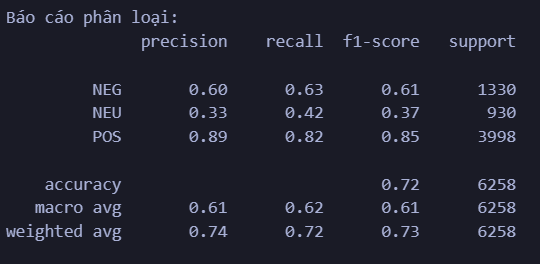 Báo cáo phân loại:
precision recall f1-score support
NEG 0.60 0.63 0.61 1330
NEU 0.33 0.42 0.37 930
POS 0.89 0.82 0.85 3998
accuracy 0.72 6258
macro avg 0.61 0.62 0.61 6258
weighted avg 0.74 0.72 0.73 6258